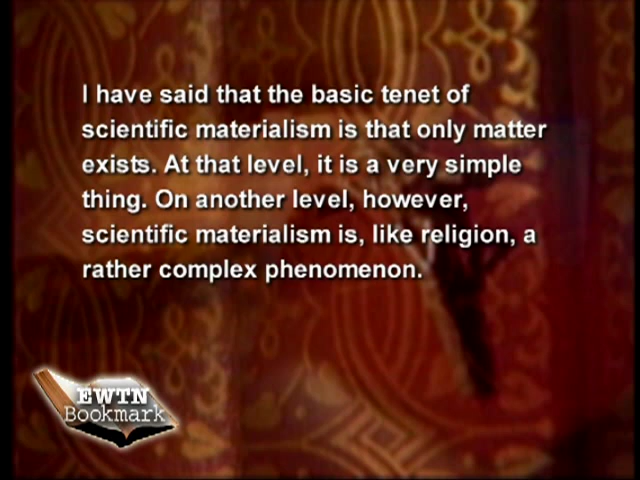 I have said that the basic tenet of
scientific materialism is that only matter
exists. At that level, it is a very simple
thing. On another level, however,
scientific materialism is, like religion, a
rather complex phenomenon.
EWTN
Bookmark